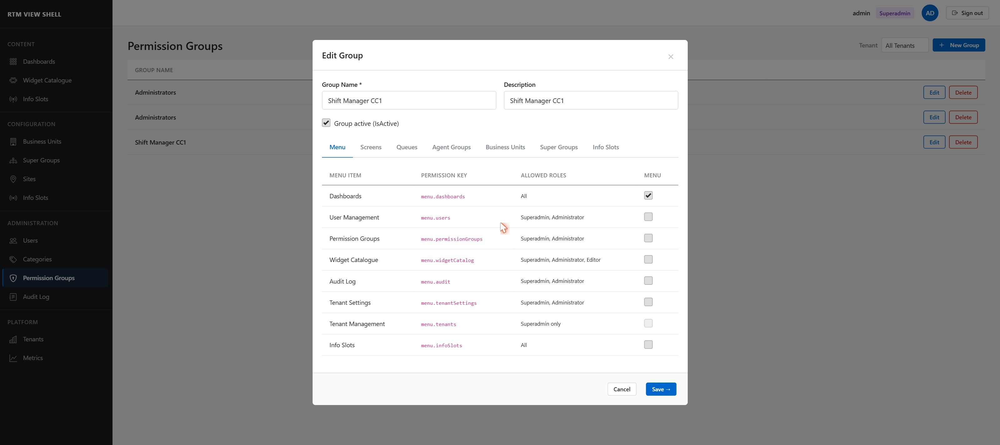 RTM VIEW SHELL
admin
Superadmin
AD
Sign out
CONTENT
Dashboards
Widget Catalogue
Info Slots
CONFIGURATION
Business Units
Super Groups
Sites
Info Slots
ADMINISTRATION
Users
Categories
Permission Groups
Audit Log
PLATFORM
Tenants
Metrics
Permission Groups
Tenant
All Tenants
+ New Group
GROUP NAME
Administrators
Edit Delete
Administrators
Edit Delete
Shift Manager CC1
Edit Delete
Edit Group
×
Group Name * Description
Shift Manager CC1 Shift Manager CC1
Group active (IsActive)
Menu Screens Queues Agent Groups Business Units Super Groups Info Slots
MENU ITEM PERMISSION KEY ALLOWED ROLES MENU
Dashboards menu.dashboards All
User Management menu.users Superadmin, Administrator
Permission Groups menu.permissionGroups Superadmin, Administrator
Widget Catalogue menu.widgetCatalog Superadmin, Administrator, Editor
Audit Log menu.audit Superadmin, Administrator
Tenant Settings menu.tenantSettings Superadmin, Administrator
Tenant Management menu.tenants Superadmin only
Info Slots menu.infoSlots All
Cancel Save →